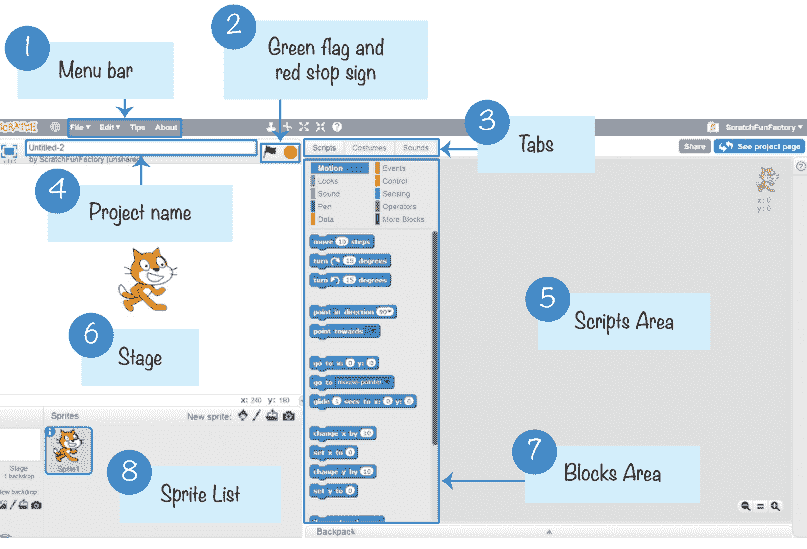 1
Menu bar
2
Green flag and
red stop sign
SCRATCH
File Edit Tips About
ScratchFunFactory
3
Tabs
Untitled-2
by ScratchFunFactory (unshared)
Scripts Costumes Sounds
Share
See project page
4
Project name
Motion
Looks
Sound
Pen
Data
Events
Control
Sensing
Operators
More Blocks
x: 0
y: 0
move 10 steps
turn 15 degrees
turn 15 degrees
point in direction 90
point towards
go to x: 0 y: 0
go to mouse-pointer
glide 1 secs to x: 0 y: 0
change x by 10
set x to 0
change y by 10
set y to 0
5
Scripts Area
6
Stage
x: 240 y: 180
Sprites
New sprite:
Stage
1 backdrop
Sprite1
backdrop
7
Blocks Area
8
Sprite List
Backpack